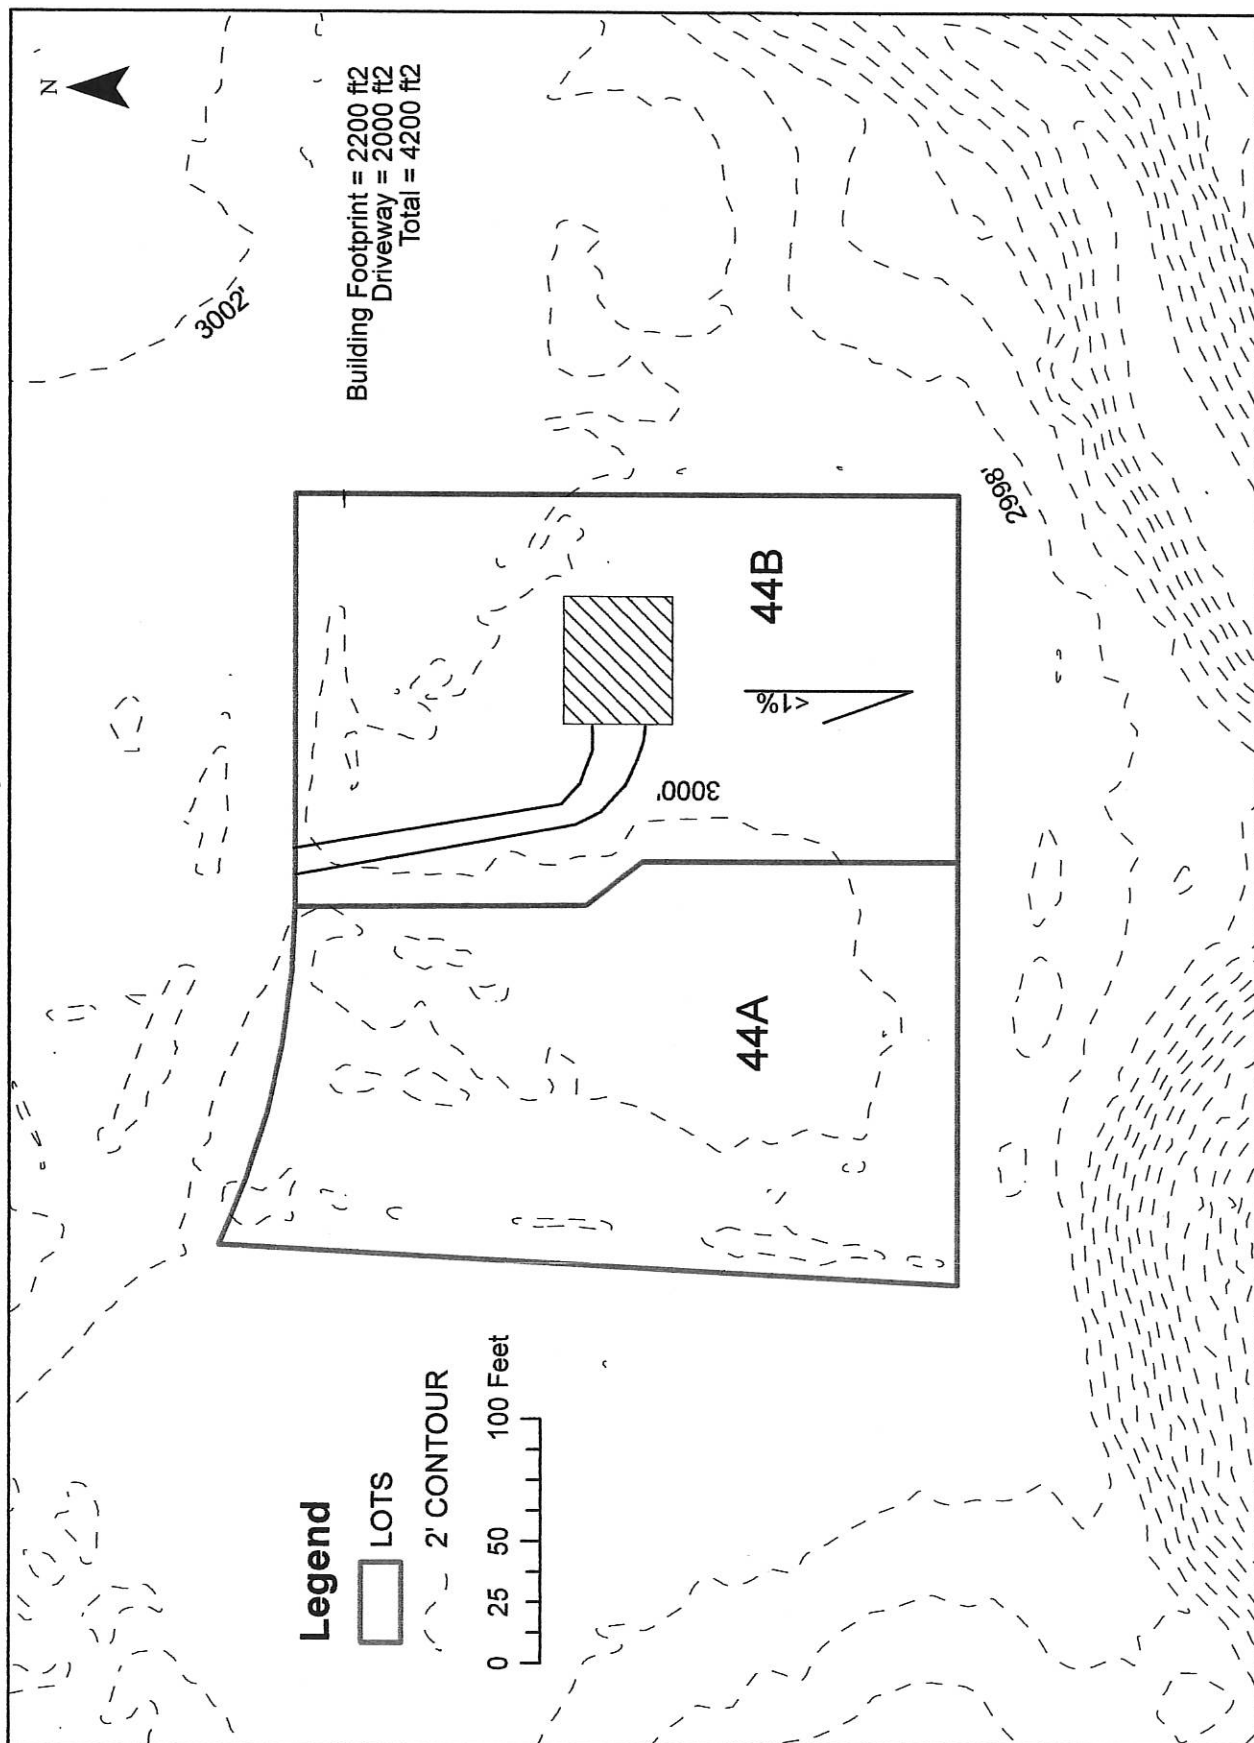 N
3002'
Building Footprint = 2200 ft2
Driveway = 2000 ft2
Total = 4200 ft2
2998'
44B
<1%
3000'
44A
Legend
LOTS
2' CONTOUR
0 25 50 100 Feet